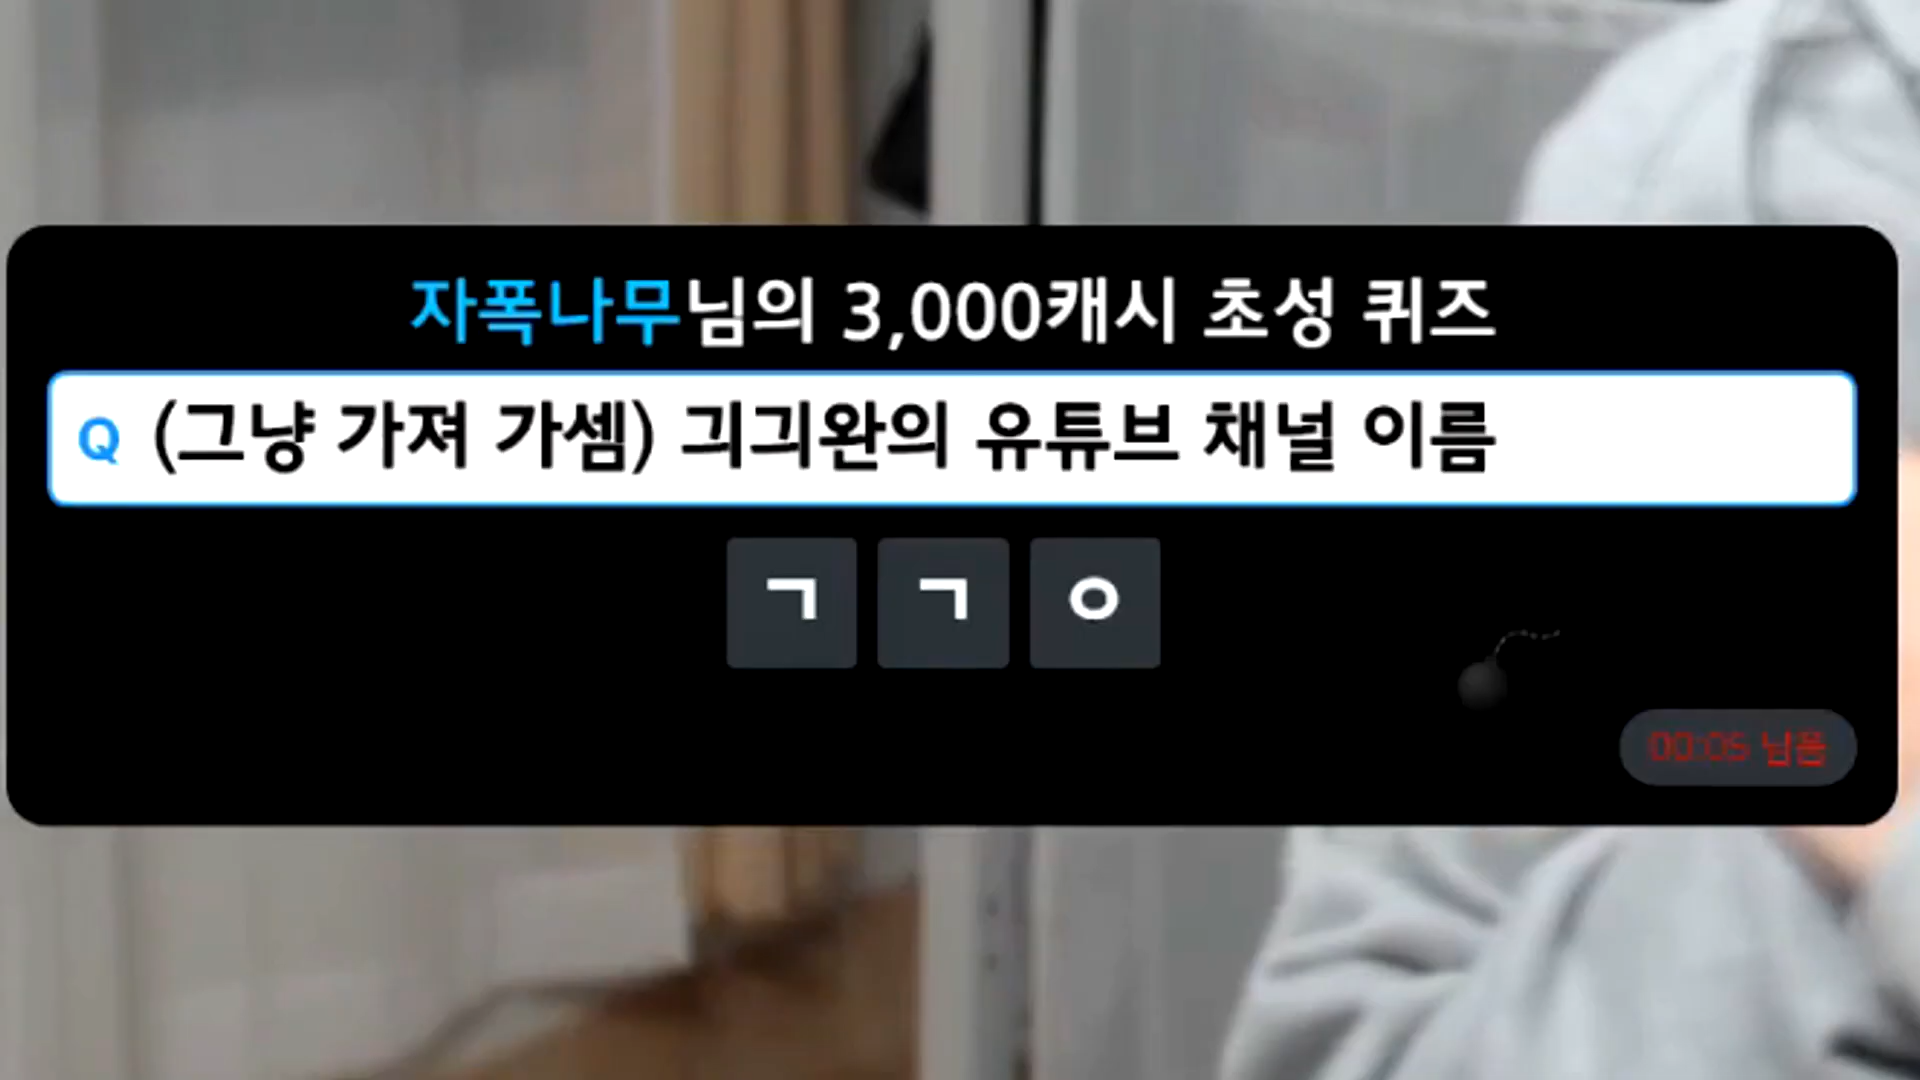 자폭나무님의 3,000캐시 초성 퀴즈
Q (그냥 가져 가셈) 긔긔완의 유튜브 채널 이름
ㄱ ㄱ ㅇ
00:05 남음